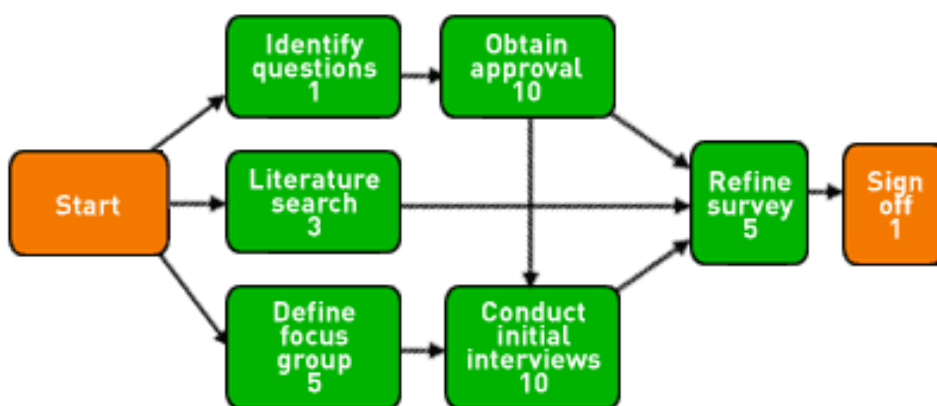 Start
Identify
questions
1
Obtain
approval
10
Literature
search
3
Refine
survey
5
Sign
off
1
Define
focus
group
5
Conduct
initial
interviews
10